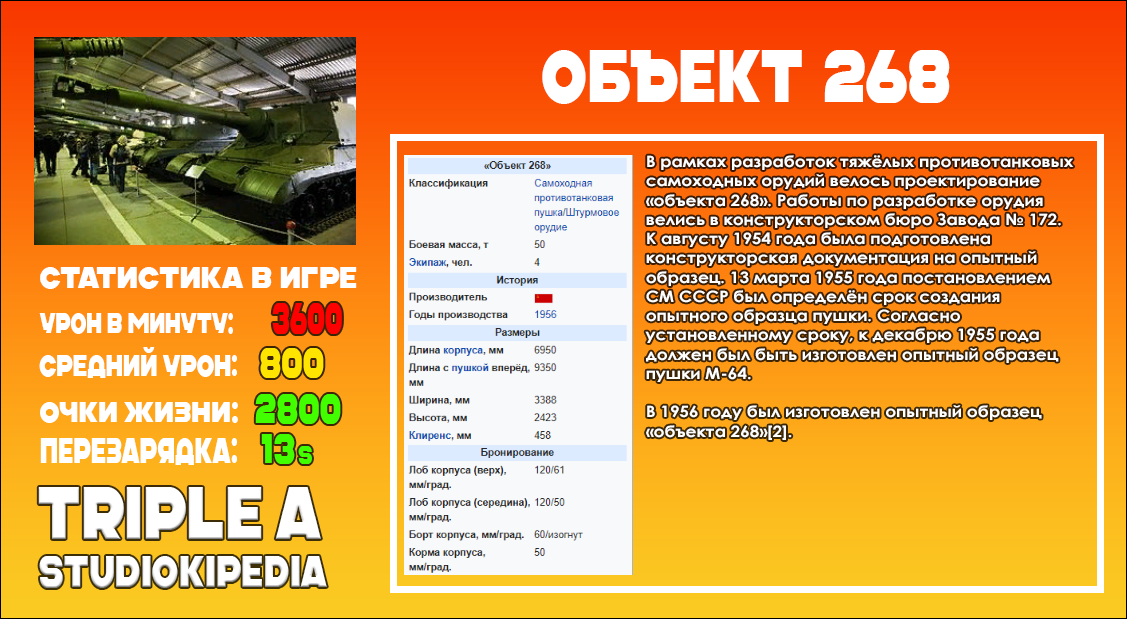 ОБЪЕКТ 268
СТАТИСТИКА В ИГРЕ
УРОН В МИНУТУ: 3600
СРЕДНИЙ УРОН: 800
ОЧКИ ЖИЗНИ: 2800
ПЕРЕЗАРЯДКА: 13s
TRIPLE A
STUDIOKIPEDIA
«Объект 268»
Классификация Самоходная
противотанковая
пушка/Штурмовое
орудие
Боевая масса, т 50
Экипаж, чел. 4
История
Производитель
Годы производства 1956
Размеры
Длина корпуса, мм 6950
Длина с пушкой вперёд, 9350
мм
Ширина, мм 3388
Высота, мм 2423
Клиренс, мм 458
Бронирование
Лоб корпуса (верх), 120/61
мм/град.
Лоб корпуса (середина), 120/50
мм/град.
Борт корпуса, мм/град. 60/изогнут
Корма корпуса, 50
мм/град.
В рамках разработок тяжёлых противотанковых
самоходных орудий велось проектирование
«объекта 268». Работы по разработке орудия
велись в конструкторском бюро Завода № 172.
К августу 1954 года была подготовлена
конструкторская документация на опытный
образец. 13 марта 1955 года постановлением
СМ СССР был определён срок создания
опытного образца пушки. Согласно
установленному сроку, к декабрю 1955 года
должен был быть изготовлен опытный образец
пушки М-64.
В 1956 году был изготовлен опытный образец
«объекта 268»[2].